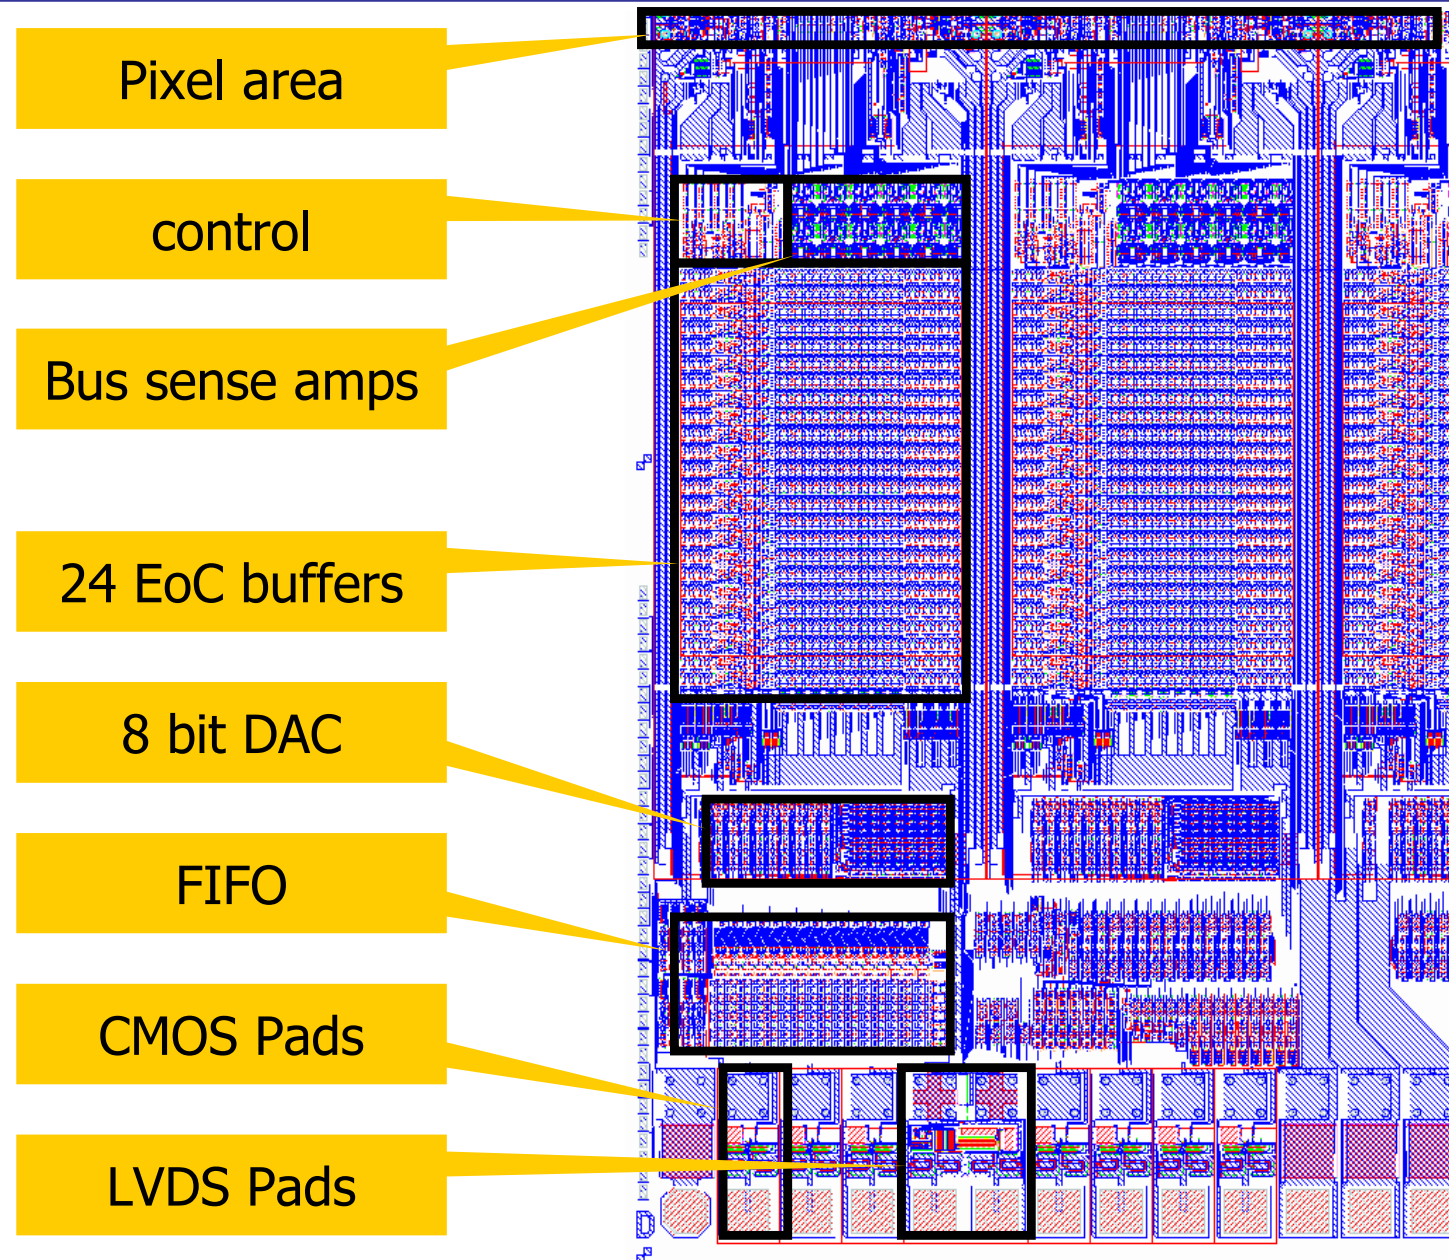 Pixel area
control
Bus sense amps
24 EoC buffers
8 bit DAC
FIFO
CMOS Pads
LVDS Pads